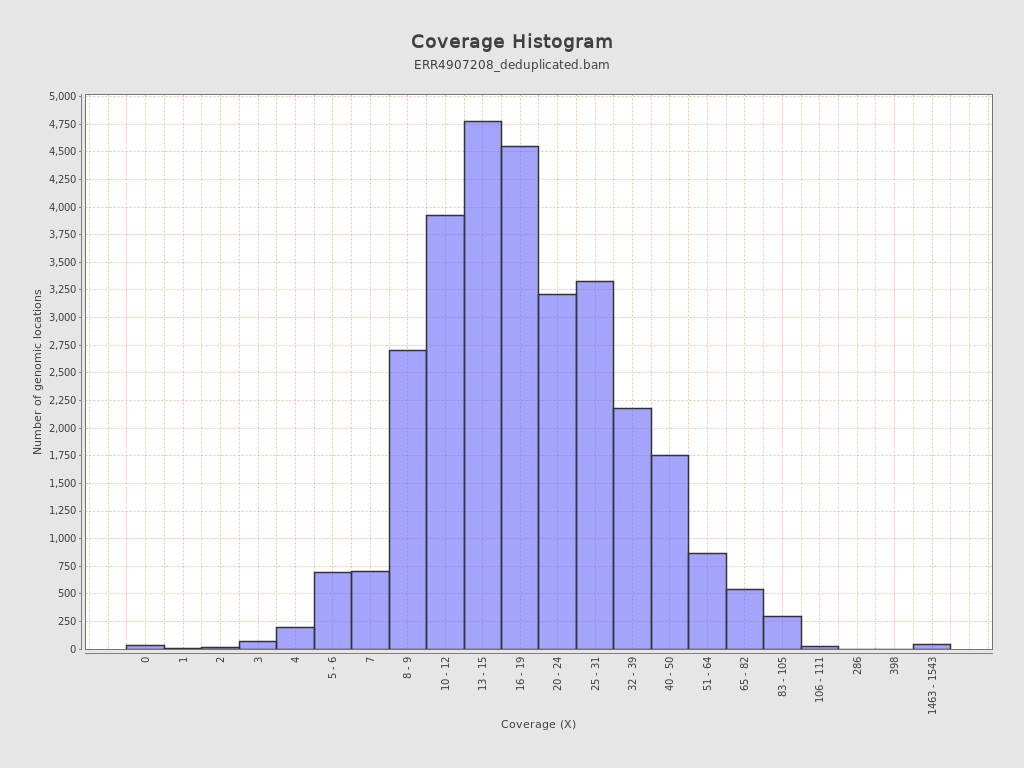 Coverage Histogram
ERR4907208_deduplicated.bam
Number of genomic locations
5,000
4,750
4,500
4,250
4,000
3,750
3,500
3,250
3,000
2,750
2,500
2,250
2,000
1,750
1,500
1,250
1,000
750
500
250
0
0
1
2
3
4
5 - 6
7
8 - 9
10 - 12
13 - 15
16 - 19
20 - 24
25 - 31
32 - 39
40 - 50
51 - 64
65 - 82
83 - 105
106 - 111
286
398
1463 - 1543
Coverage (X)